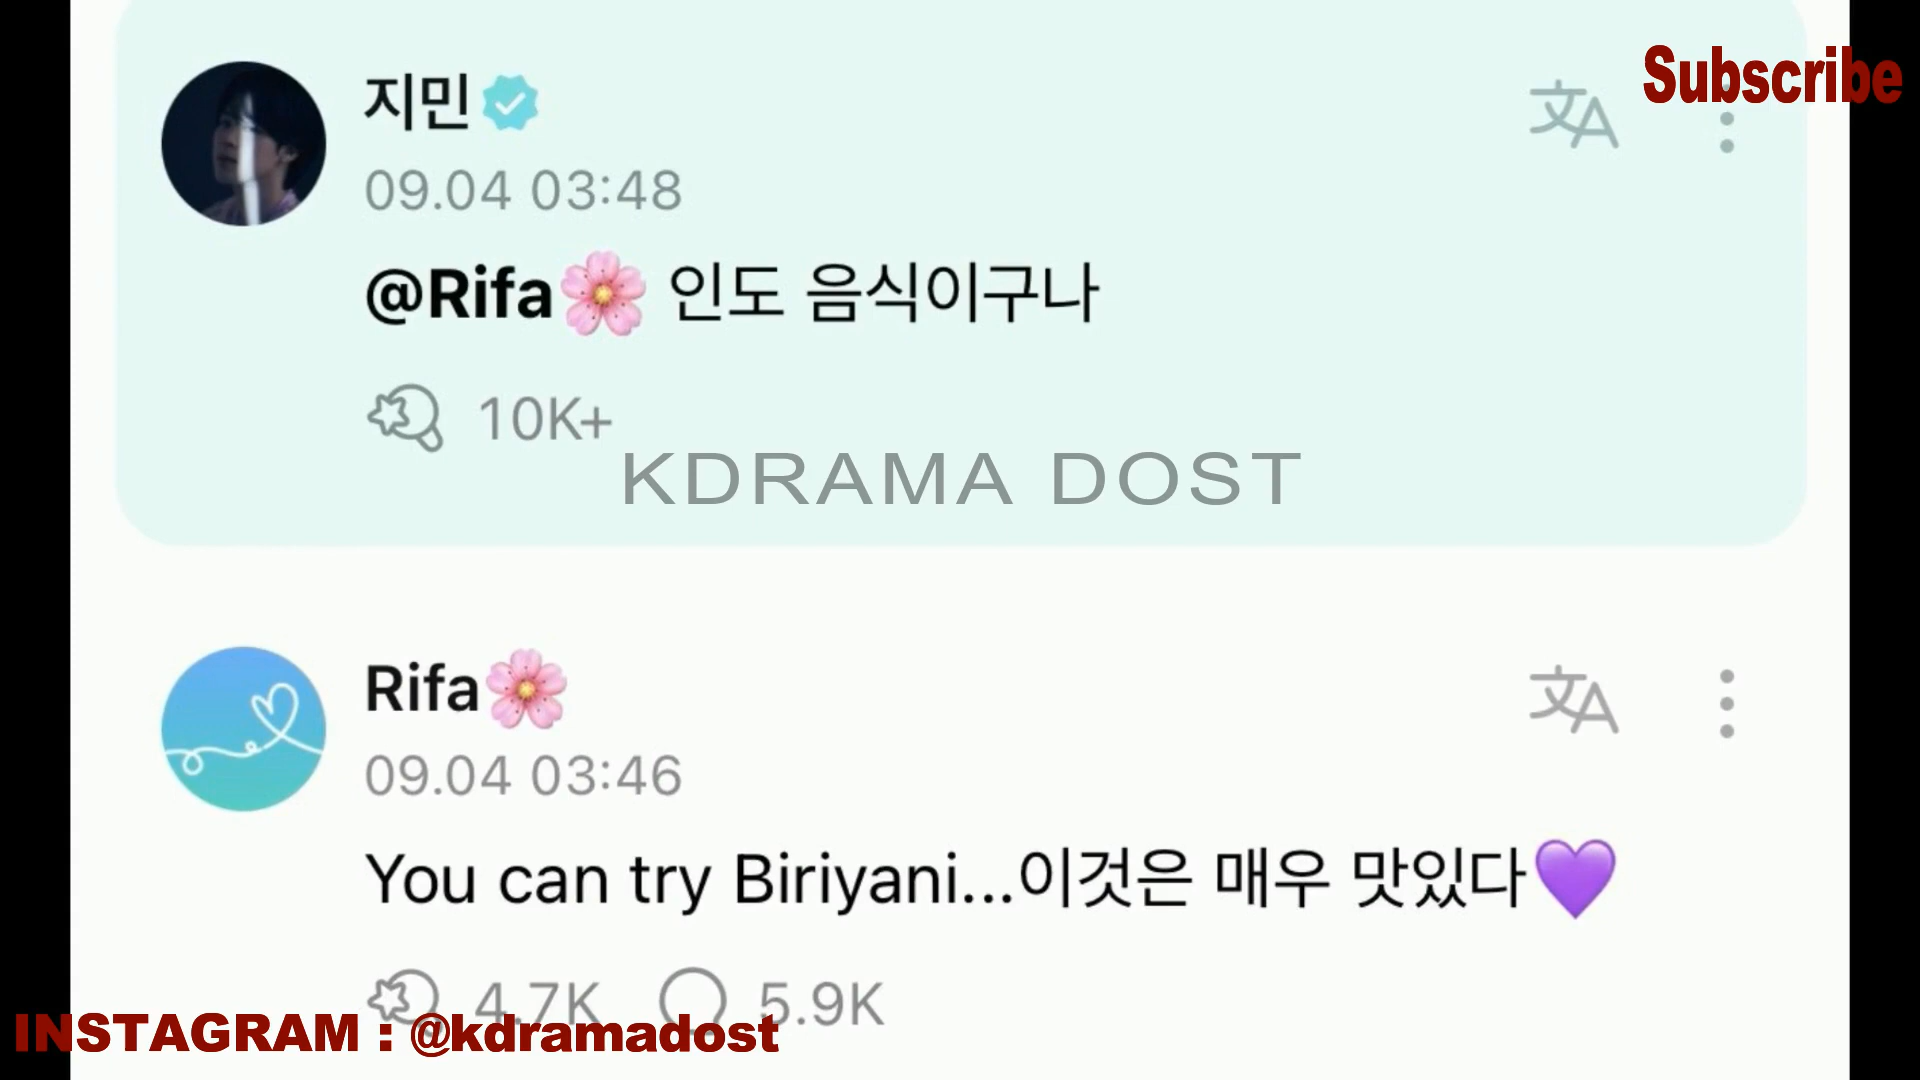 지민
Subscribe
09.04 03:48
@Rifa🌸 인도 음식이구나
10K+
KDRAMA DOST
Rifa🌸
09.04 03:46
You can try Biriyani...이것은 매우 맛있다💜
4.7K 5.9K
INSTAGRAM : @kdramadost